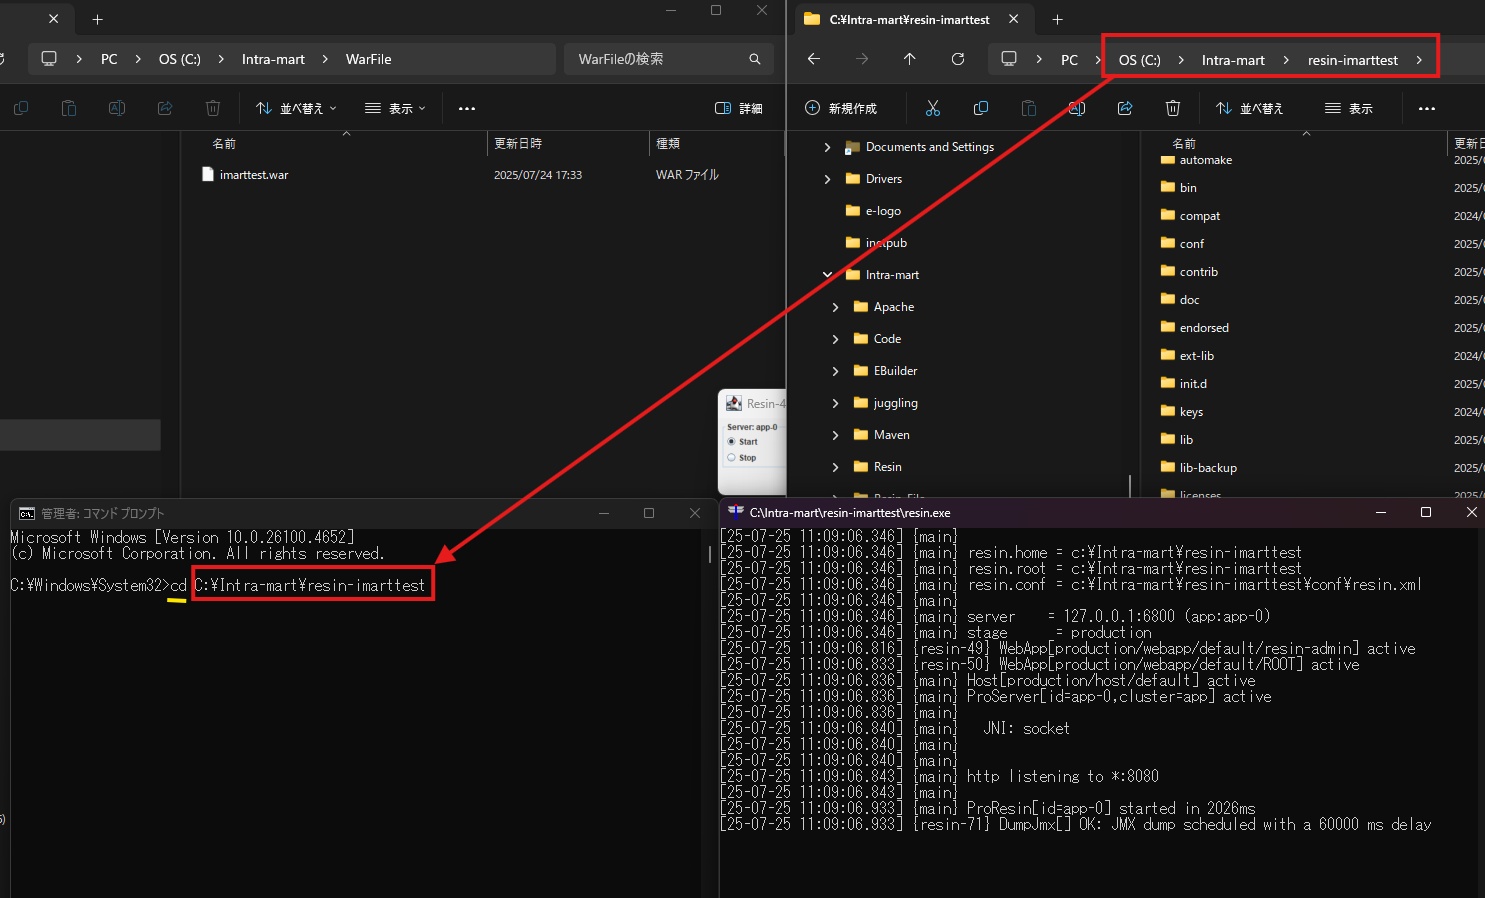 PC > OS (C:) > Intra-mart > WarFile
WarFileの検索
並べ替え
表示
詳細
名前
更新日時
種類
imarttest.war
2025/07/24 17:33
WAR ファイル
C:¥Intra-mart¥resin-imarttest
PC > OS (C:) > Intra-mart > resin-imarttest >
新規作成
並べ替え
表示
Documents and Settings
Drivers
e-logo
inetpub
Intra-mart
Apache
Code
EBuilder
juggling
Maven
Resin
名前
更新日
automake
2025/
bin
2025/
compat
2024/
conf
2025/
contrib
2025/
doc
2025/
endorsed
2025/
ext-lib
2024/
init.d
2025/
keys
2024/
lib
2025/
lib-backup
2025/
licenses
2025/
Resin-4
Server: app-0
Start
Stop
管理者: コマンド プロンプト
Microsoft Windows [Version 10.0.26100.4652]
(c) Microsoft Corporation. All rights reserved.
C:¥Windows¥System32>cd C:¥Intra-mart¥resin-imarttest
C:\Intra-mart\resin-imarttest\resin.exe
[25-07-25 11:09:06.346] {main}
[25-07-25 11:09:06.346] {main} resin.home = c:¥Intra-mart¥resin-imarttest
[25-07-25 11:09:06.346] {main} resin.root = c:¥Intra-mart¥resin-imarttest
[25-07-25 11:09:06.346] {main} resin.conf = c:¥Intra-mart¥resin-imarttest¥conf¥resin.xml
[25-07-25 11:09:06.346] {main}
[25-07-25 11:09:06.346] {main} server    = 127.0.0.1:6800 (app:app-0)
[25-07-25 11:09:06.346] {main} stage      = production
[25-07-25 11:09:06.816] {resin-49} WebApp[production/webapp/default/resin-admin] active
[25-07-25 11:09:06.833] {resin-50} WebApp[production/webapp/default/ROOT] active
[25-07-25 11:09:06.836] {main} Host[production/host/default] active
[25-07-25 11:09:06.836] {main} ProServer[id=app-0,cluster=app] active
[25-07-25 11:09:06.836] {main}
[25-07-25 11:09:06.840] {main}   JNI: socket
[25-07-25 11:09:06.840] {main}
[25-07-25 11:09:06.840] {main}
[25-07-25 11:09:06.843] {main} http listening to *:8080
[25-07-25 11:09:06.843] {main}
[25-07-25 11:09:06.933] {main} ProResin[id=app-0] started in 2026ms
[25-07-25 11:09:06.933] {resin-71} DumpJmx[] OK: JMX dump scheduled with a 60000 ms delay